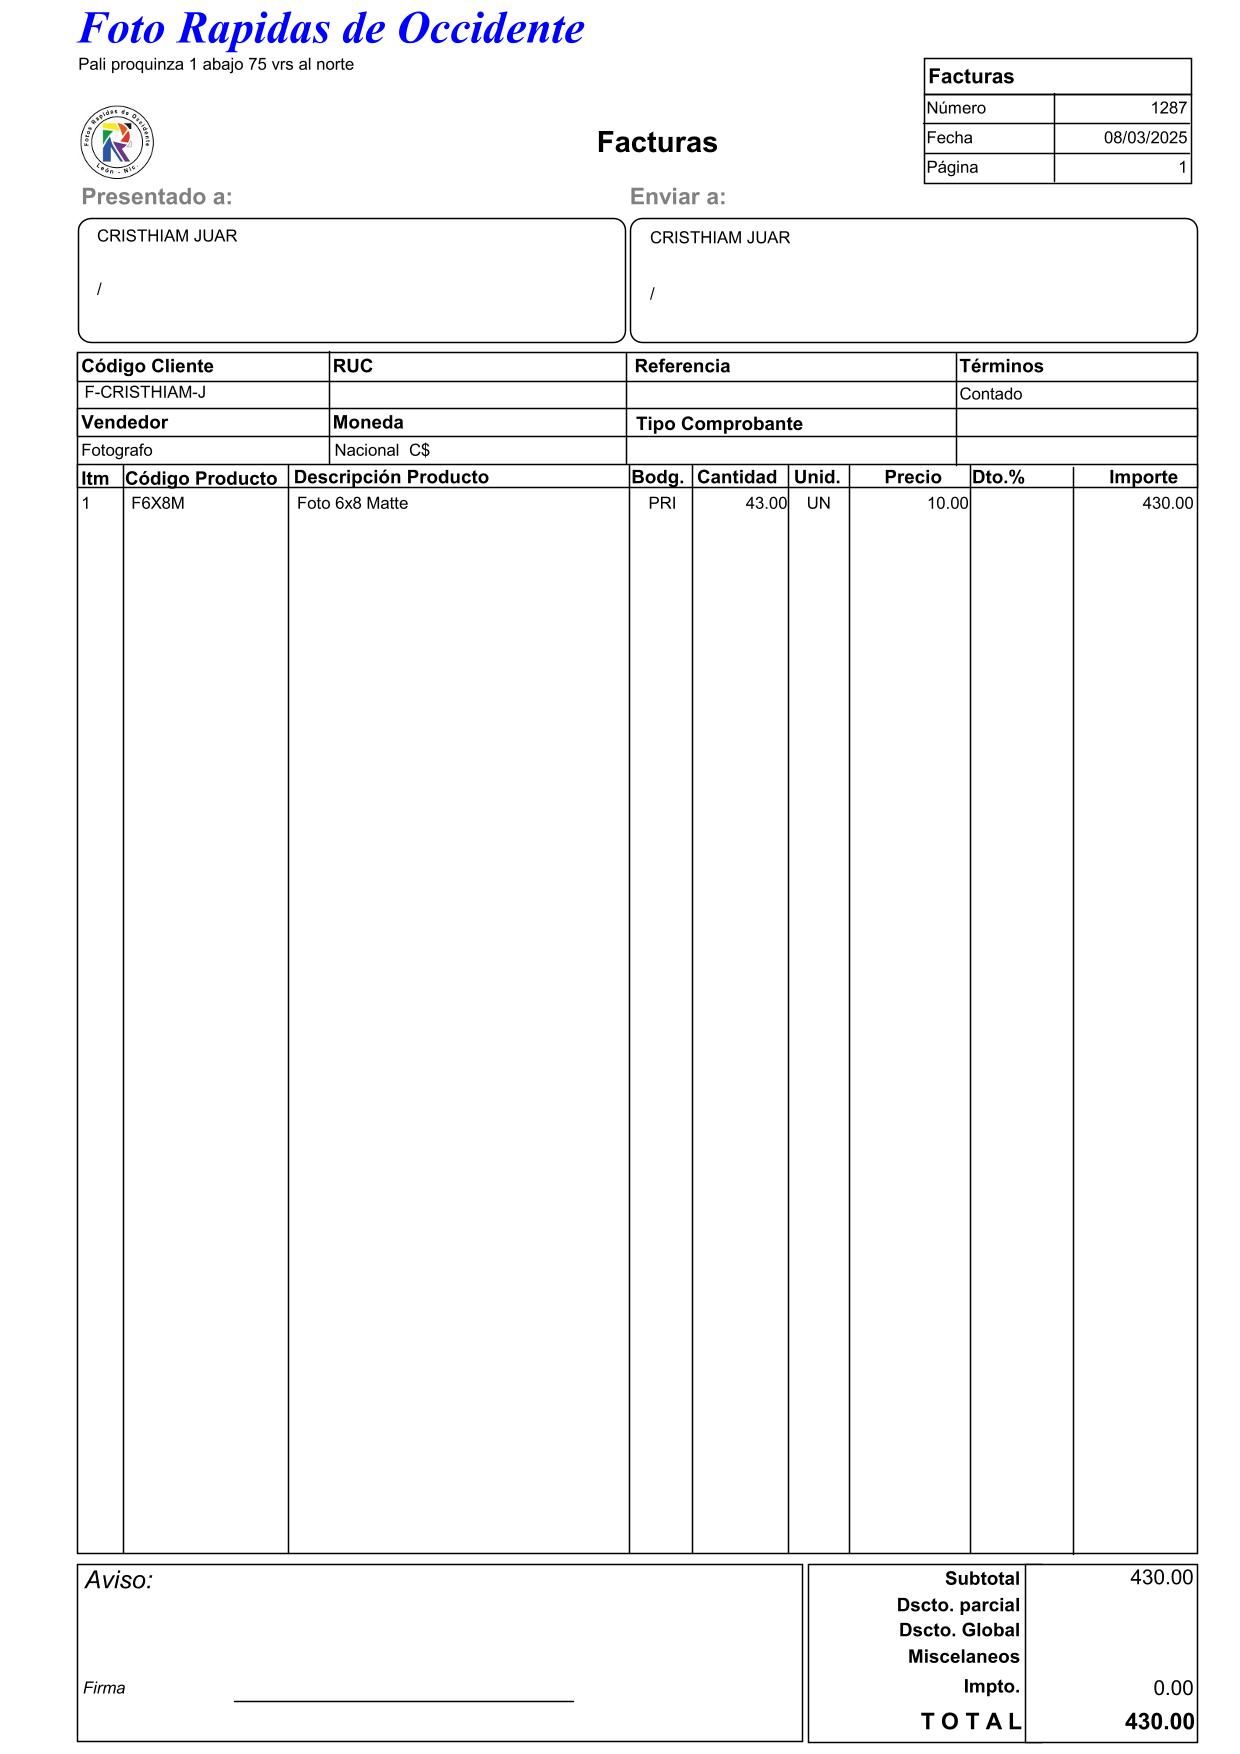 Foto Rapidas de Occidente
Pali proquinza 1 abajo 75 vrs al norte
Facturas
Número 1287
Fecha 08/03/2025
Página 1
Fotos Rapidas de Occidente
León - Nic.
Facturas
Presentado a: Enviar a:
CRISTHIAM JUAR CRISTHIAM JUAR
/ /
Código Cliente RUC Referencia Términos
F-CRISTHIAM-J Contado
Vendedor Moneda Tipo Comprobante
Fotografo Nacional C$
Itm Código Producto Descripción Producto Bodg. Cantidad Unid. Precio Dto.% Importe
1 F6X8M Foto 6x8 Matte PRI 43.00 UN 10.00 430.00
Aviso:
Subtotal 430.00
Dscto. parcial
Dscto. Global
Miscelaneos
Firma
Impto. 0.00
T O T A L 430.00